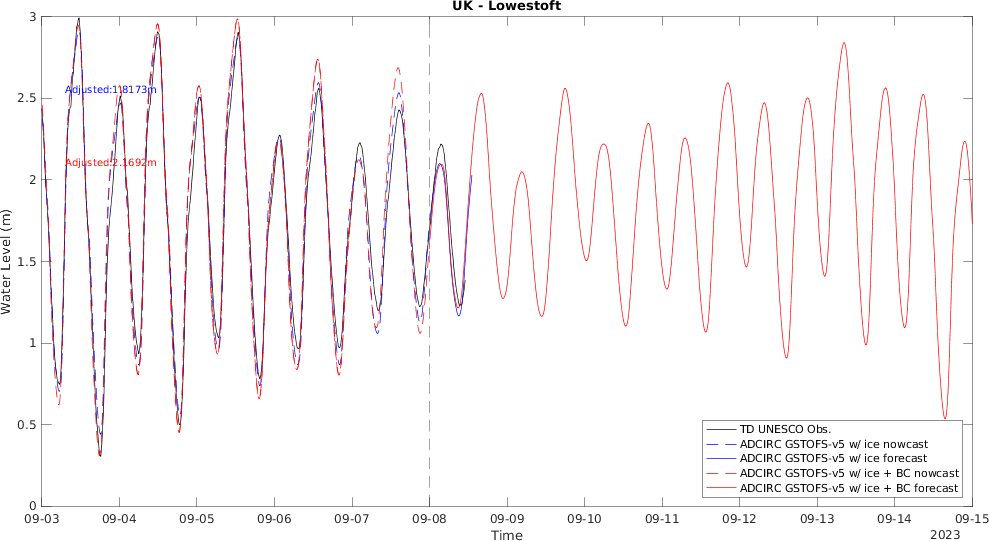 UK - Lowestoft
3
2.5
2
1.5
1
0.5
0
Water Level (m)
Adjusted:1.8173m
Adjusted:2.1692m
TD UNESCO Obs.
ADCIRC GSTOFS-v5 w/ ice nowcast
ADCIRC GSTOFS-v5 w/ ice forecast
ADCIRC GSTOFS-v5 w/ ice + BC nowcast
ADCIRC GSTOFS-v5 w/ ice + BC forecast
09-03 09-04 09-05 09-06 09-07 09-08 09-09 09-10 09-11 09-12 09-13 09-14 09-15
Time
2023